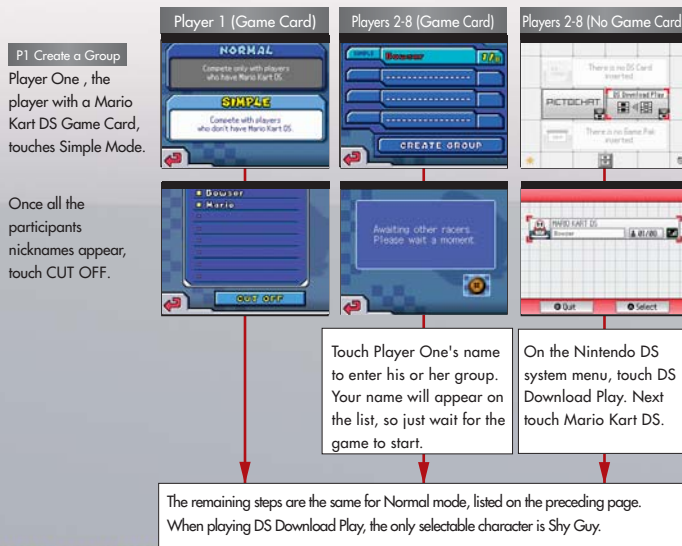 Player 1 (Game Card)
Players 2-8 (Game Card)
Players 2-8 (No Game Card
P1 Create a Group
Player One , the
player with a Mario
Kart DS Game Card,
touches Simple Mode.
Once all the
participants
nicknames appear,
touch CUT OFF.
NORMAL
Compete only with players
who have Mario Kart DS.
SIMPLE
Compete with players
who don't have Mario Kart DS.
Bowser
Mario
CUT OFF
SIMPLE Bowser
CREATE GROUP
Awaiting other racers.
Please wait a moment.
Touch Player One's name
to enter his or her group.
Your name will appear on
the list, so just wait for the
game to start.
There is no DS Card
inserted.
PICTOCHAT
DS Download Play
There is no Game Pak
inserted.
MARIO KART DS
Bowser
01/08
Quit
Select
On the Nintendo DS
system menu, touch DS
Download Play. Next
touch Mario Kart DS.
The remaining steps are the same for Normal mode, listed on the preceding page.
When playing DS Download Play, the only selectable character is Shy Guy.